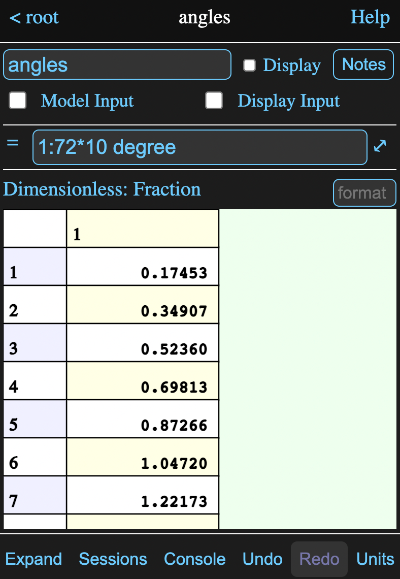 < root angles Help
angles Display Notes
Model Input Display Input
= 1:72*10 degree
Dimensionless: Fraction format
1
1 0.17453
2 0.34907
3 0.52360
4 0.69813
5 0.87266
6 1.04720
7 1.22173
Expand Sessions Console Undo Redo Units